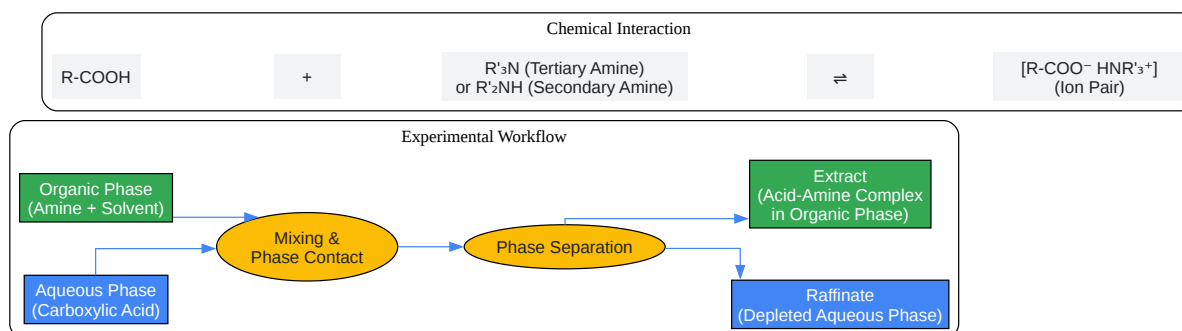 Chemical Interaction
R-COOH
+
R'₃N (Tertiary Amine)
or R'₂NH (Secondary Amine)
⇌
[R-COO⁻ HNR'₃⁺]
(Ion Pair)
Experimental Workflow
Organic Phase
(Amine + Solvent)
Aqueous Phase
(Carboxylic Acid)
Mixing &
Phase Contact
Phase Separation
Extract
(Acid-Amine Complex
in Organic Phase)
Raffinate
(Depleted Aqueous Phase)